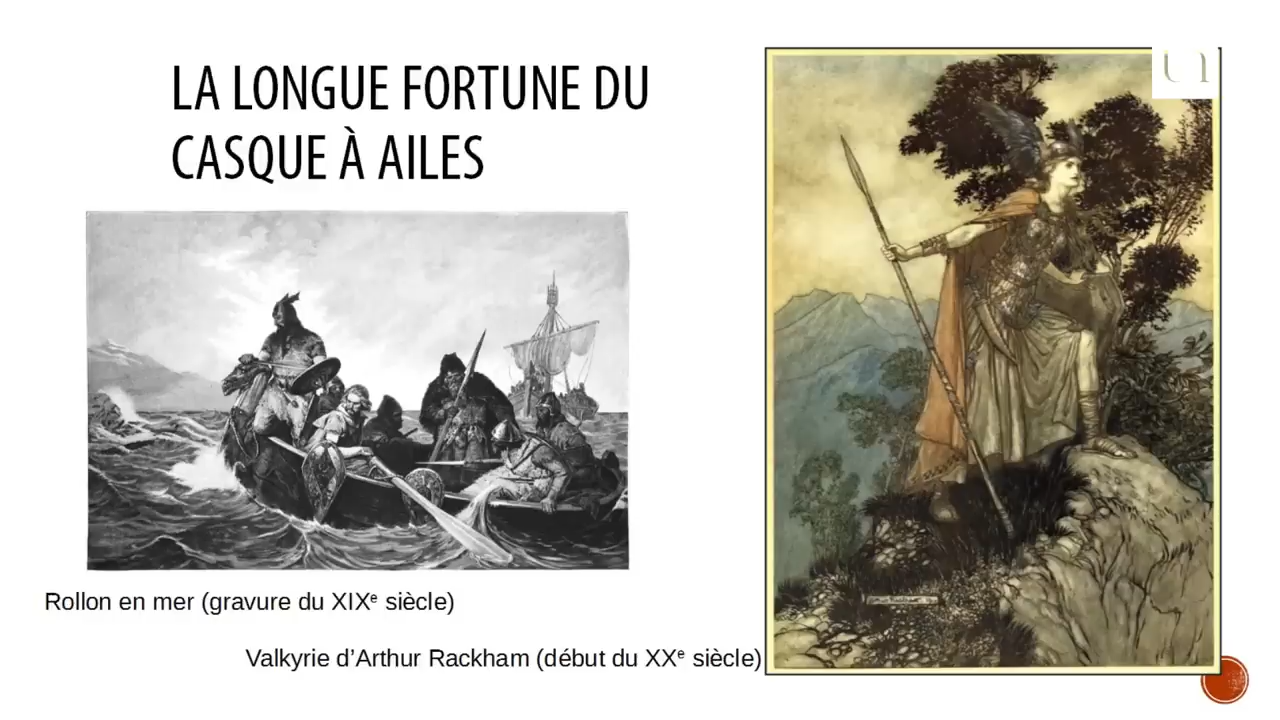 LA LONGUE FORTUNE DU
CASQUE À AILES
Rollon en mer (gravure du XIXᵉ siècle)
Valkyrie d’Arthur Rackham (début du XXᵉ siècle)